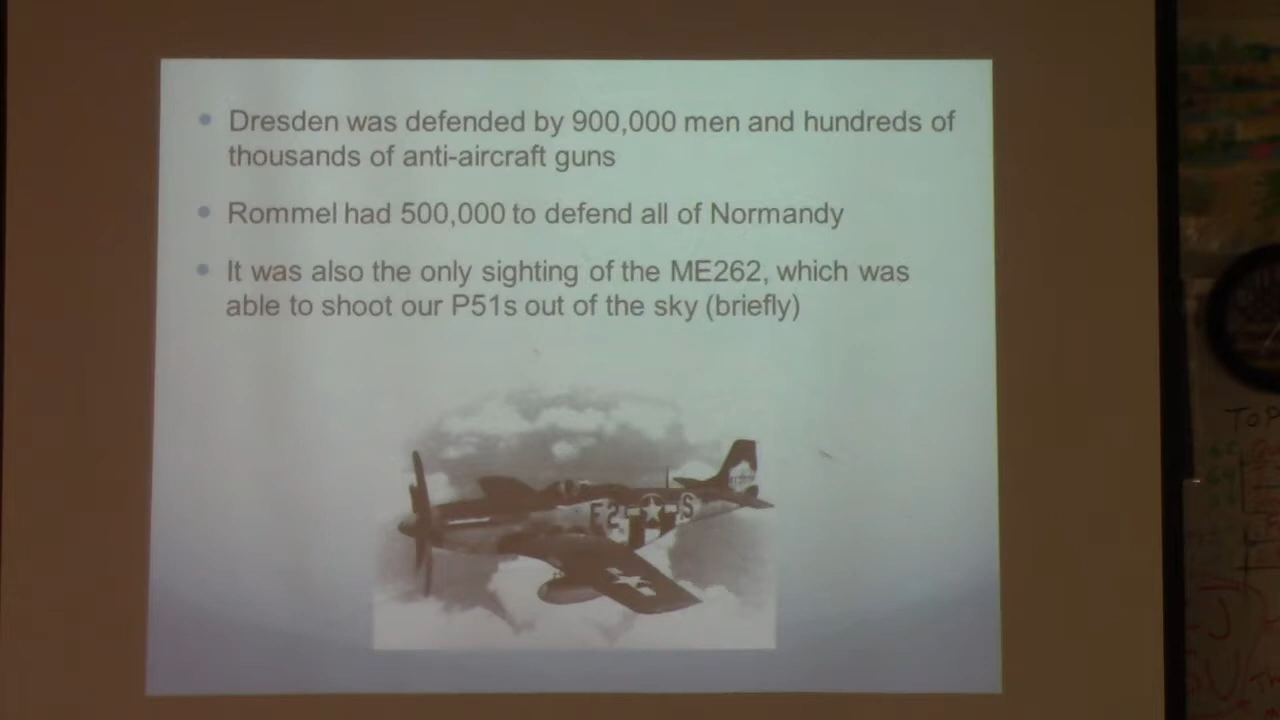 Dresden was defended by 900,000 men and hundreds of
thousands of anti-aircraft guns
Rommel had 500,000 to defend all of Normandy
It was also the only sighting of the ME262, which was
able to shoot our P51s out of the sky (briefly)
E2
S
TOP